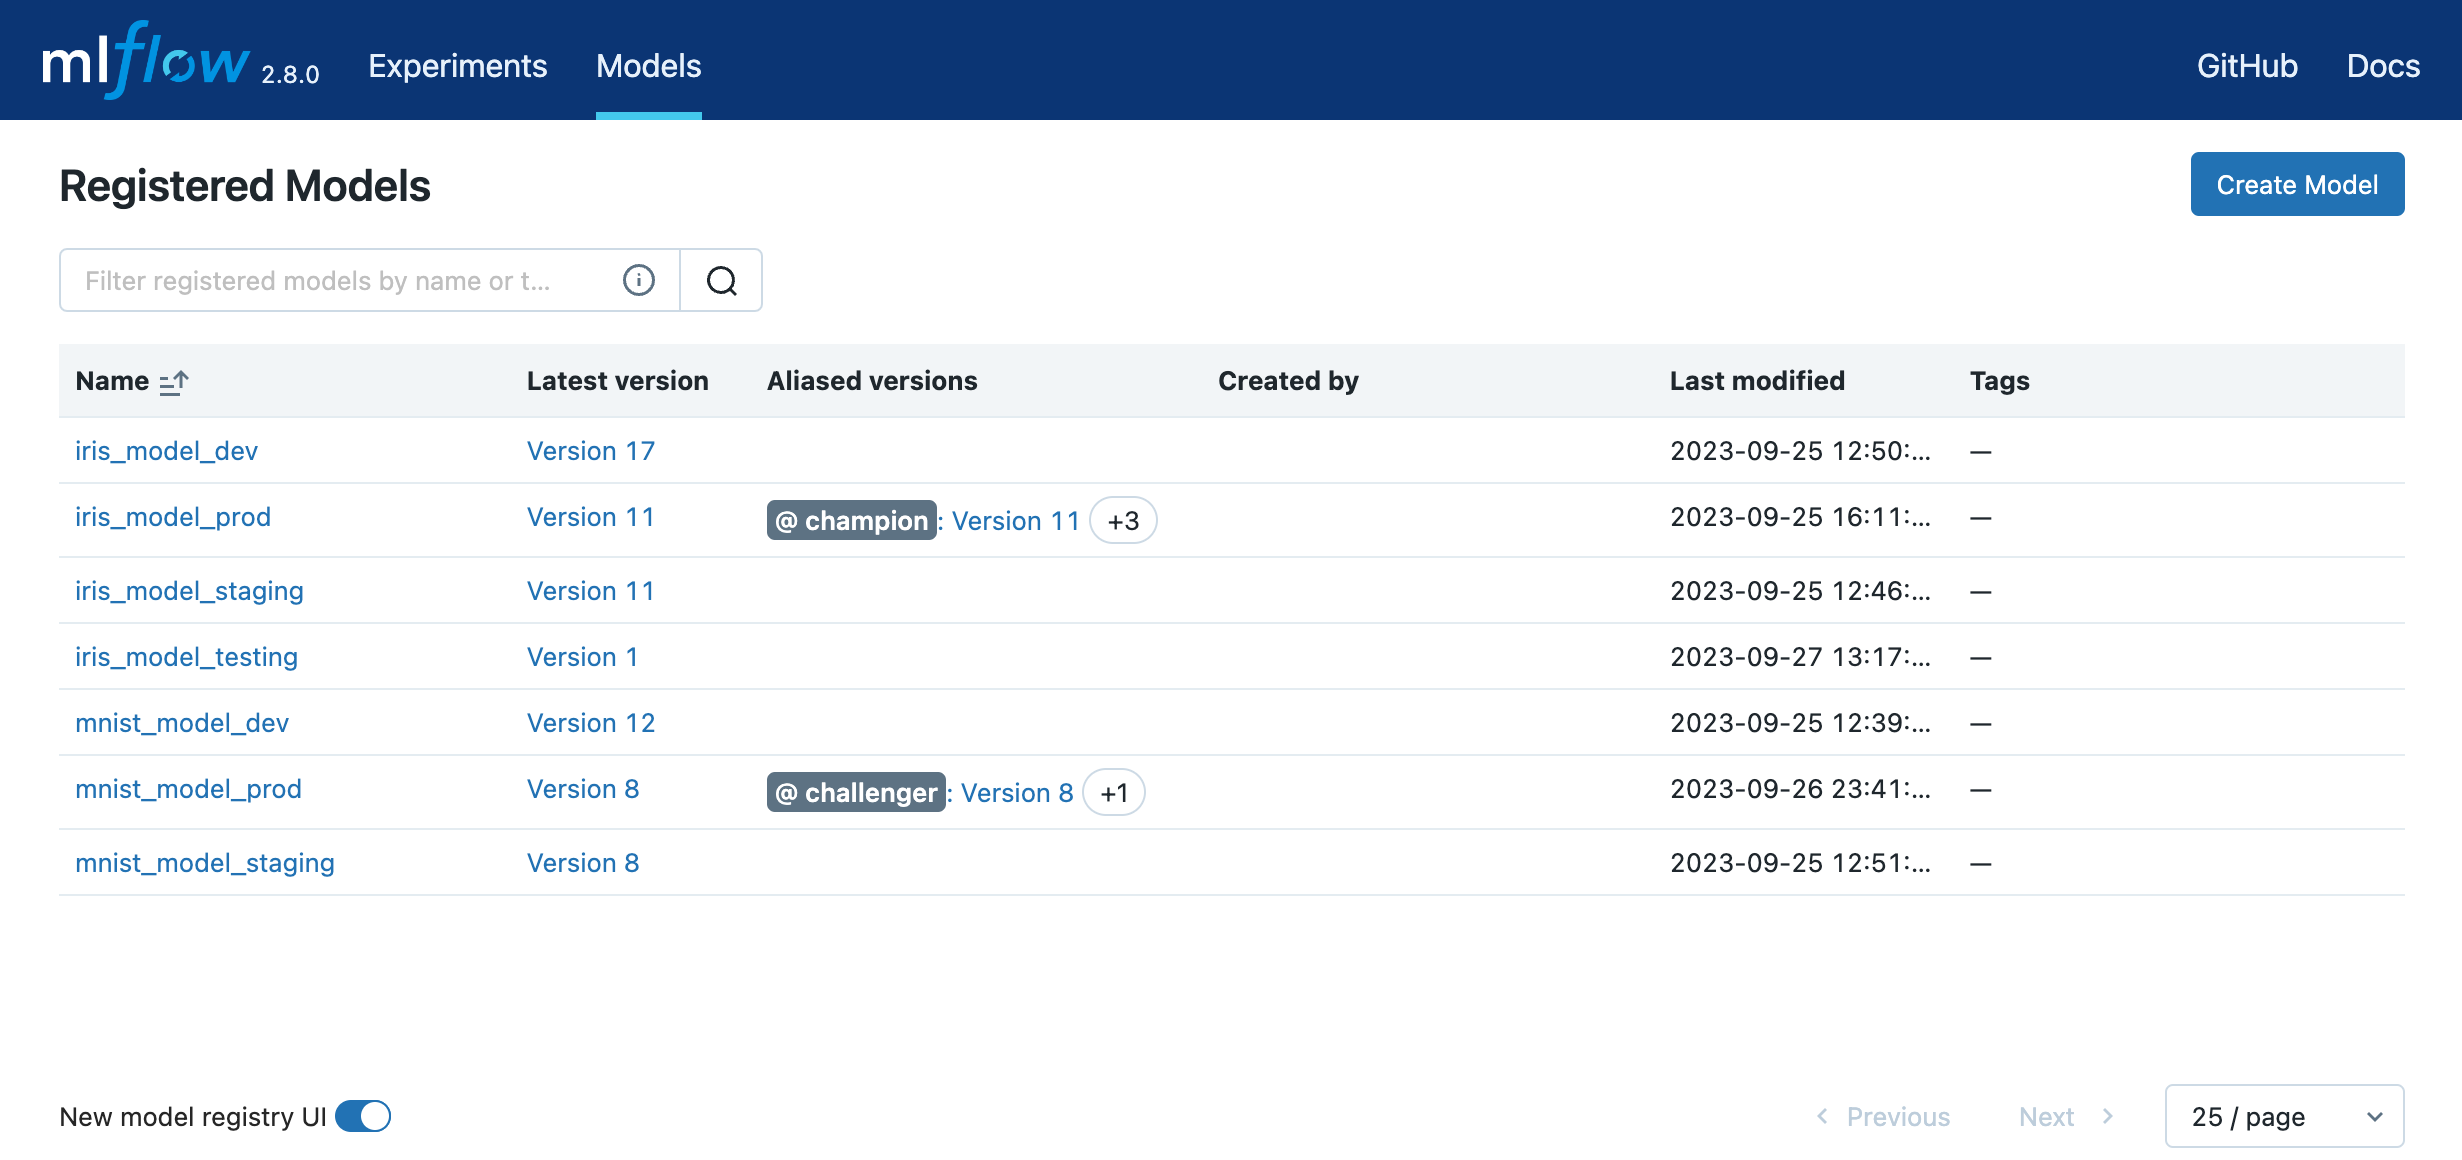 mlflow 2.8.0 Experiments Models GitHub Docs
Registered Models Create Model
Filter registered models by name or t...
Name Latest version Aliased versions Created by Last modified Tags
iris_model_dev Version 17 2023-09-25 12:50:... —
iris_model_prod Version 11 @ champion: Version 11 +3 2023-09-25 16:11:... —
iris_model_staging Version 11 2023-09-25 12:46:... —
iris_model_testing Version 1 2023-09-27 13:17:... —
mnist_model_dev Version 12 2023-09-25 12:39:... —
mnist_model_prod Version 8 @ challenger: Version 8 +1 2023-09-26 23:41:... —
mnist_model_staging Version 8 2023-09-25 12:51:... —
New model registry UI Previous Next 25 / page